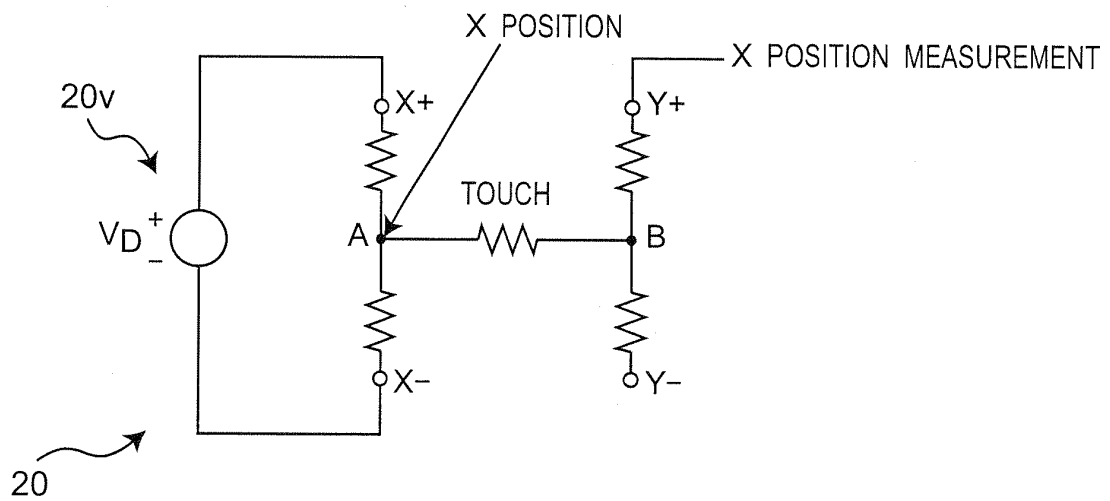 X POSITION
X POSITION MEASUREMENT
20v
X+
Y+
TOUCH
VD
+
−
A
B
X−
Y−
20